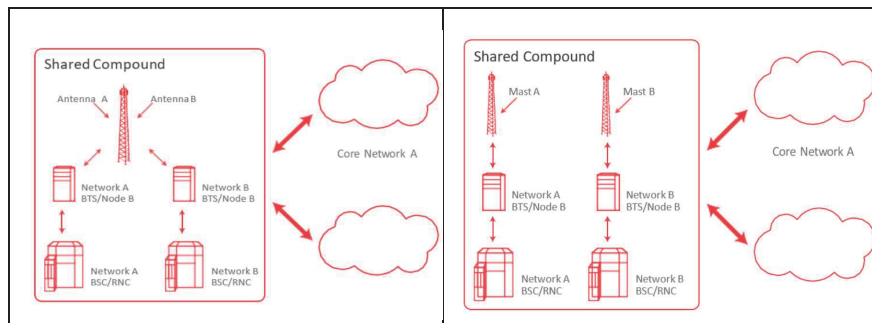 Shared Compound
Antenna A
Antenna B
Network A
BTS/Node B
Network B
BTS/Node B
Network A
BSC/RNC
Network B
BSC/RNC
Core Network A
Shared Compound
Mast A
Mast B
Network A
BTS/Node B
Network B
BTS/Node B
Network A
BSC/RNC
Network B
BSC/RNC
Core Network A